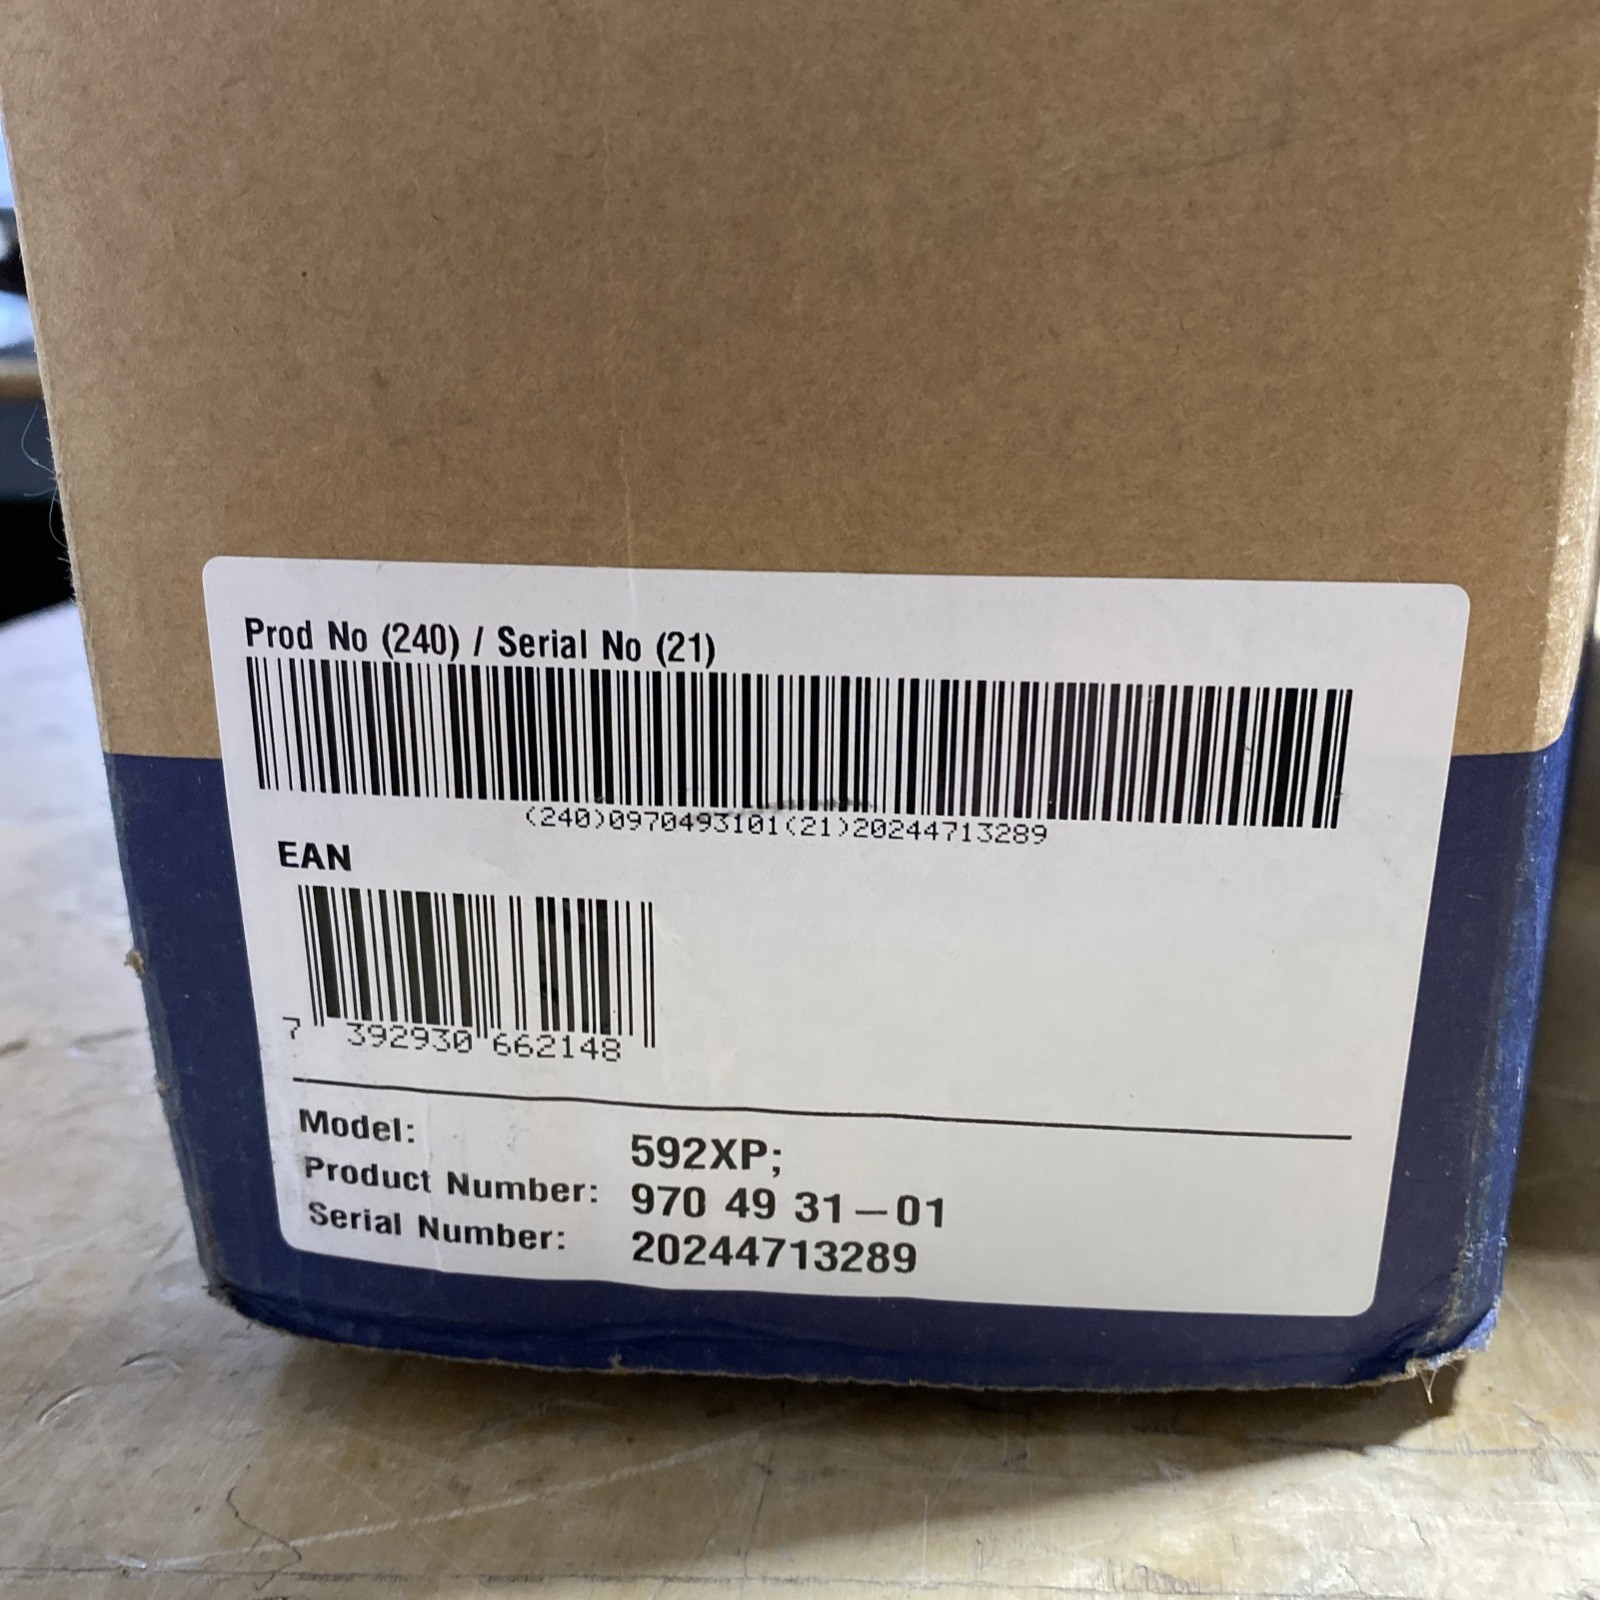 Prod No (240) / Serial No (21)
(240)0970493101(21)20244713289
EAN
7 392930 662148
Model: 592XP;
Product Number: 970 49 31-01
Serial Number: 20244713289